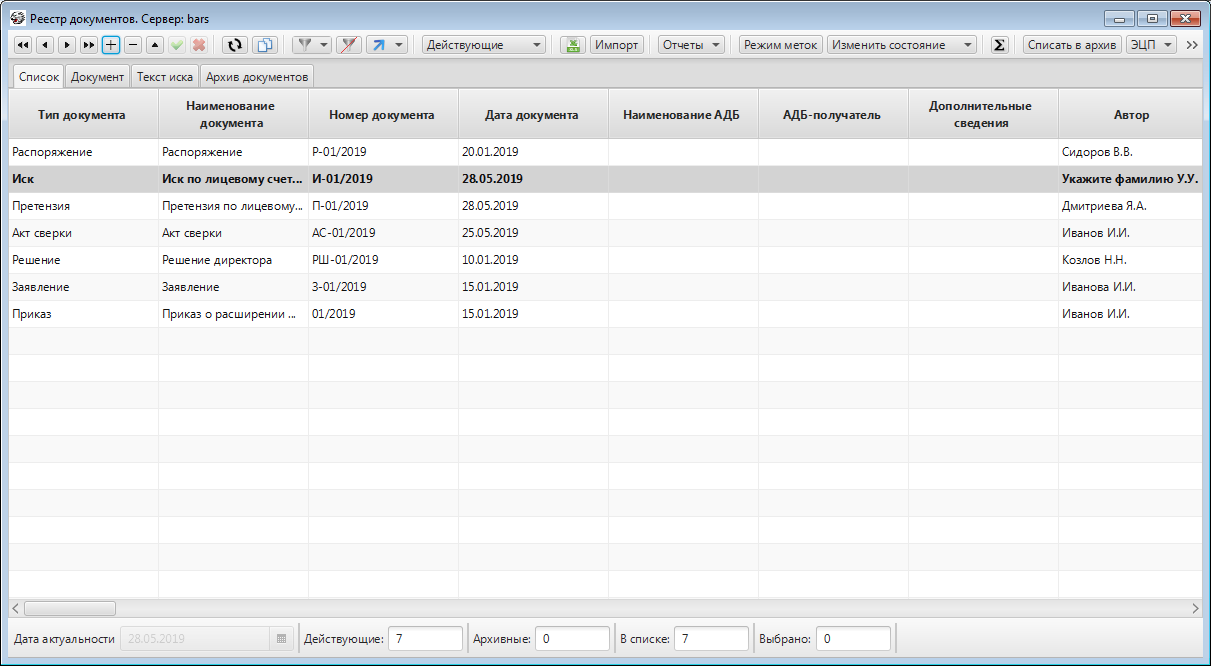 Реестр документов. Сервер: bars
Действующие Импорт Отчеты Режим меток Изменить состояние Σ Списать в архив ЭЦП
Список Документ Текст иска Архив документов
Тип документа Наименование документа Номер документа Дата документа Наименование АДБ АДБ-получатель Дополнительные сведения Автор
Распоряжение Распоряжение Р-01/2019 20.01.2019 Сидоров В.В.
Иск Иск по лицевому счет... И-01/2019 28.05.2019 Укажите фамилию У.У.
Претензия Претензия по лицевому... П-01/2019 28.05.2019 Дмитриева Я.А.
Акт сверки Акт сверки АС-01/2019 25.05.2019 Иванов И.И.
Решение Решение директора РШ-01/2019 10.01.2019 Козлов Н.Н.
Заявление Заявление З-01/2019 15.01.2019 Иванова И.И.
Приказ Приказ о расширении ... 01/2019 15.01.2019 Иванов И.И.
Дата актуальности 28.05.2019 Действующие: 7 Архивные: 0 В списке: 7 Выбрано: 0